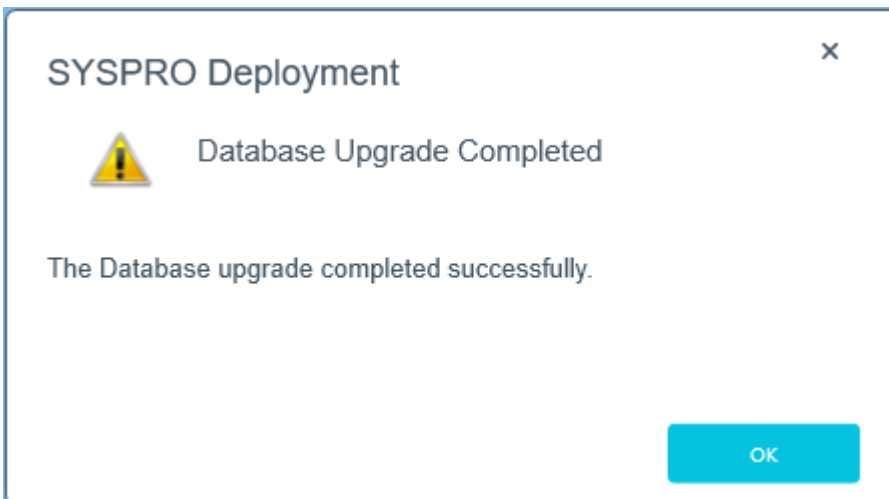 SYSPRO Deployment
Database Upgrade Completed
The Database upgrade completed successfully.
OK